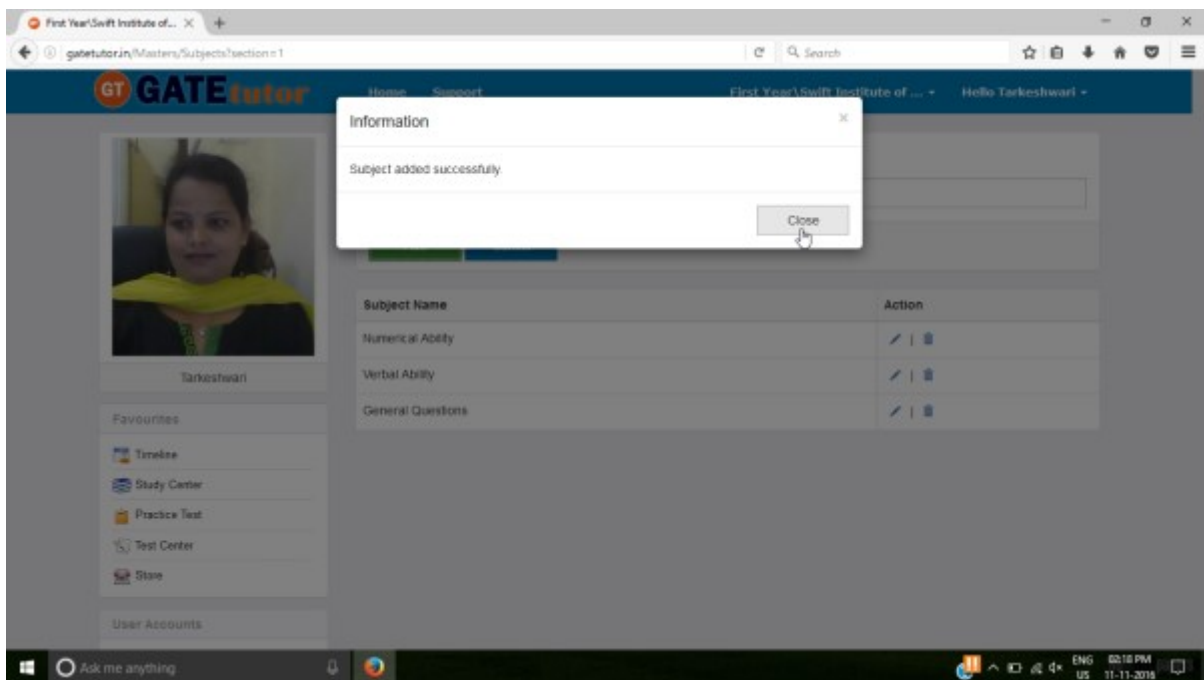 First Year\Swift Institute of...
gatetutor.in/Masters/Subjects?section=1
Search
GT GATEtutor
Home Support First Year\Swift Institute of ... Hello Tarkeshwari
Information
Subject added successfully.
Close
Subject Name Action
Numerical Ability
Verbal Ability
General Questions
Tarkeshwari
Favourites
Timeline
Study Center
Practice Test
Test Center
Store
User Accounts
Ask me anything
ENG 02:18 PM
US 11-11-2016